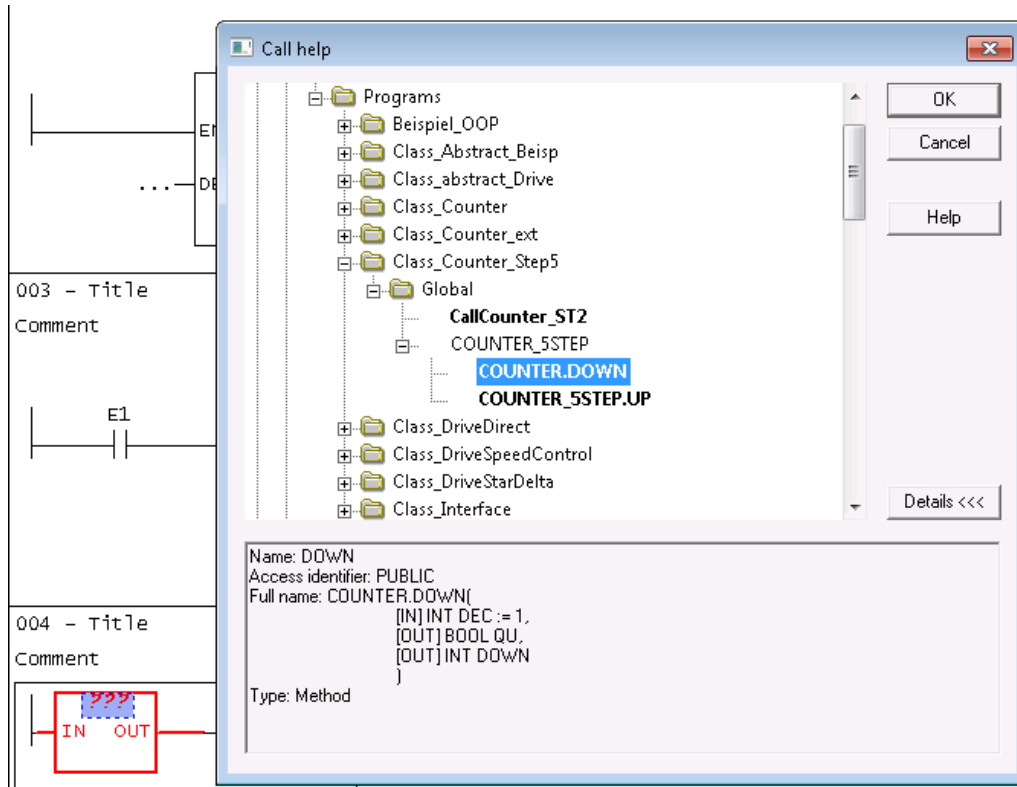 Call help
Programs
Beispiel_OOP
Class_Abstract_Beisp
Class_abstract_Drive
Class_Counter
Class_Counter_ext
Class_Counter_Step5
Global
CallCounter_ST2
COUNTER_5STEP
COUNTER.DOWN
COUNTER_5STEP.UP
Class_DriveDirect
Class_DriveSpeedControl
Class_DriveStarDelta
Class_Interface
OK
Cancel
Help
Details <<<
Name: DOWN
Access identifier: PUBLIC
Full name: COUNTER.DOWN(
[IN] INT DEC := 1,
[OUT] BOOL QU,
[OUT] INT DOWN
)
Type: Method
...
003 - Title
Comment
E1
004 - Title
Comment
???
IN OUT